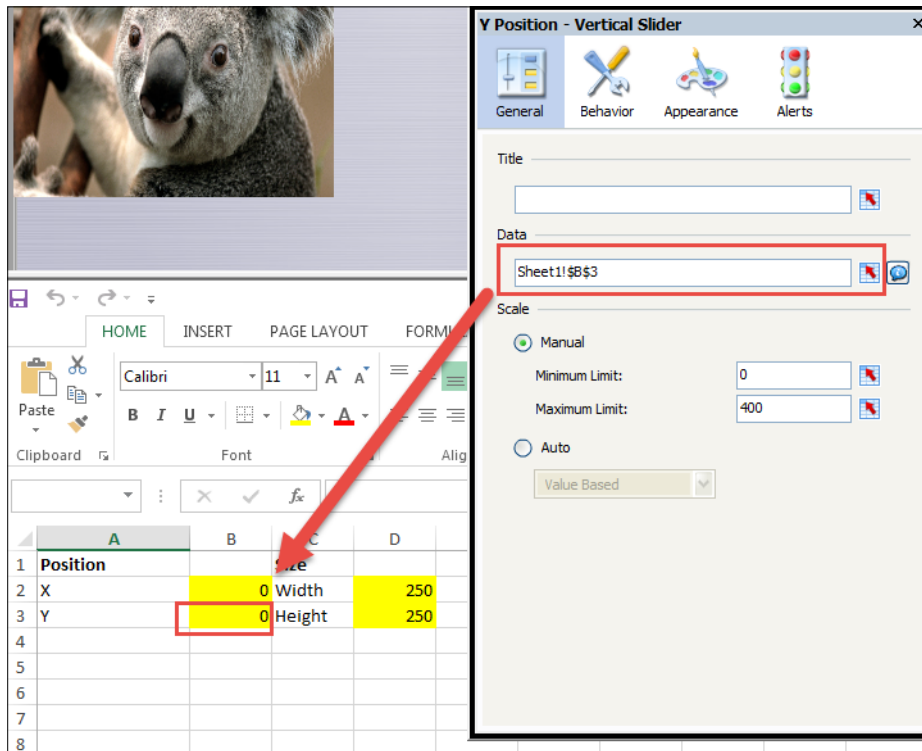 Y Position - Vertical Slider
General Behavior Appearance Alerts
Title
Data
Sheet1!$B$3
Scale
Manual
Minimum Limit: 0
Maximum Limit: 400
Auto
Value Based
HOME INSERT PAGE LAYOUT FORMU
Calibri 11 A A
Paste
B I U A
Clipboard Font Alig
fx
A B C D
1 Position Size
2 X 0 Width 250
3 Y 0 Height 250
4
5
6
7
8